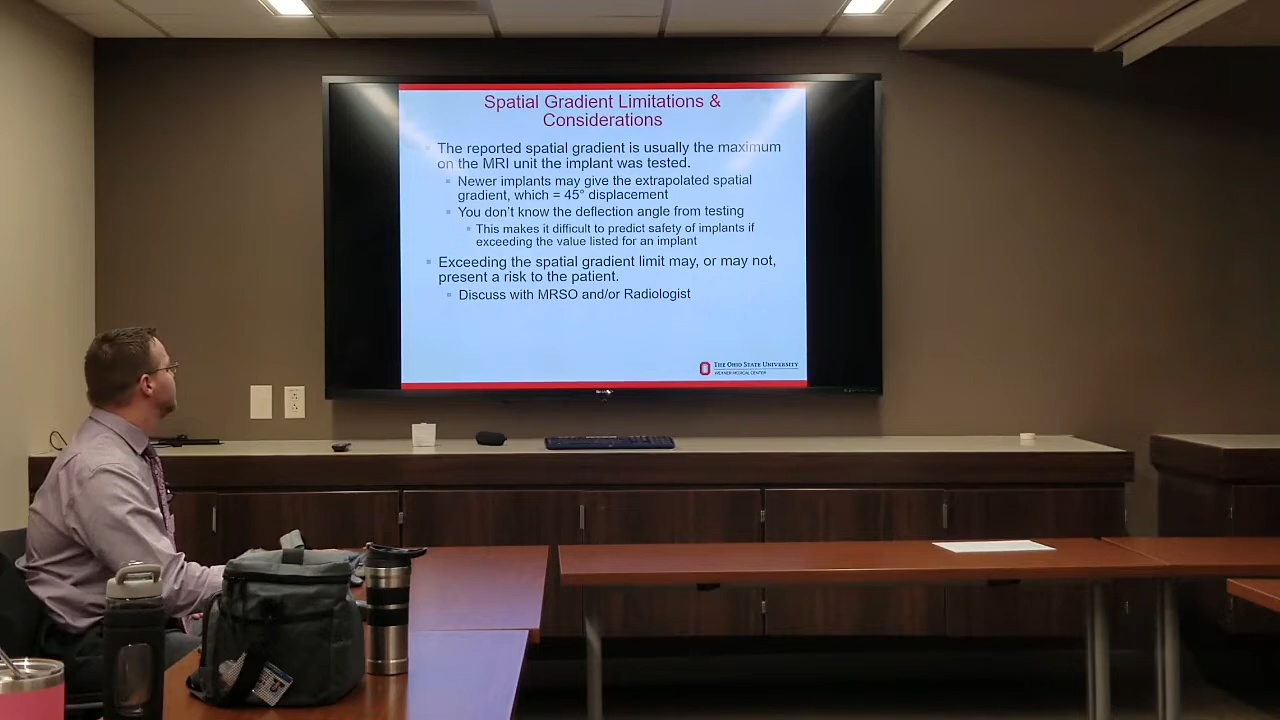 Spatial Gradient Limitations &
Considerations
The reported spatial gradient is usually the maximum
on the MRI unit the implant was tested.
Newer implants may give the extrapolated spatial
gradient, which = 45° displacement
You don't know the deflection angle from testing
This makes it difficult to predict safety of implants if
exceeding the value listed for an implant
Exceeding the spatial gradient limit may, or may not,
present a risk to the patient.
Discuss with MRSO and/or Radiologist
THE OHIO STATE UNIVERSITY
WEXNER MEDICAL CENTER